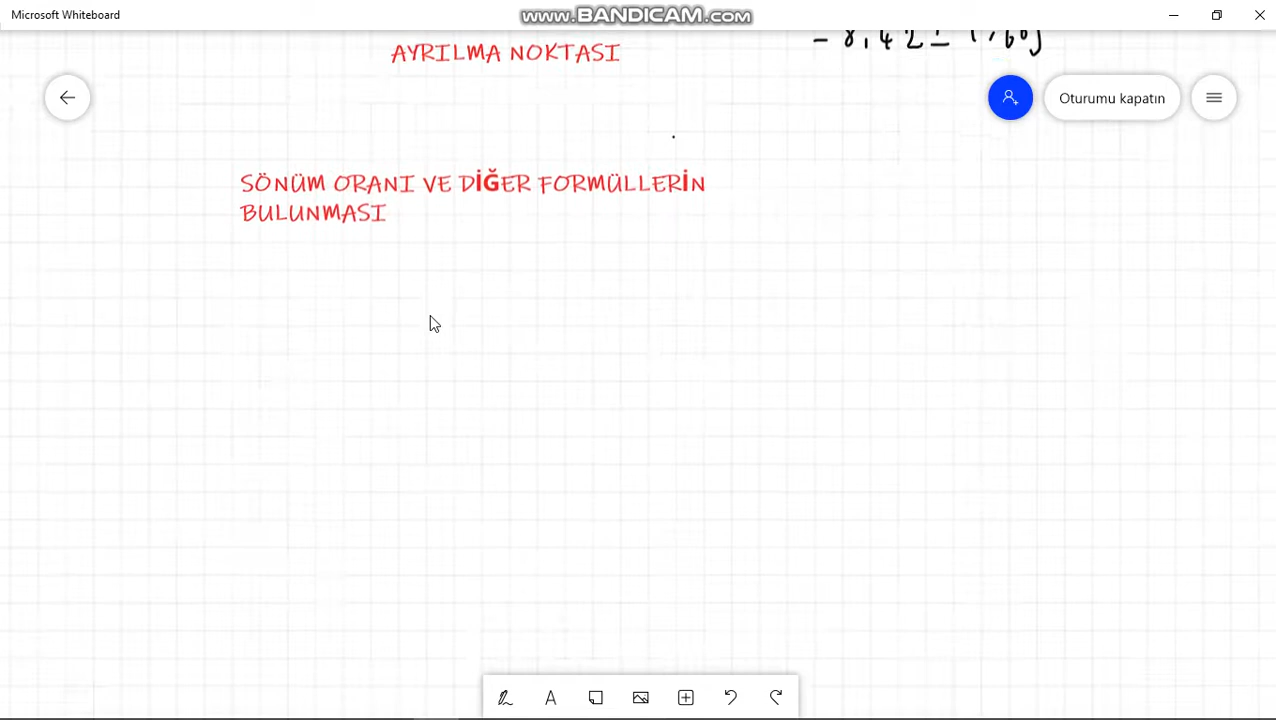 Microsoft Whiteboard
www.BANDICAM.com
AYRILMA NOKTASI
Oturumu kapatın
SÖNÜM ORANI VE DİĞER FORMÜLLERİN
BULUNMASI